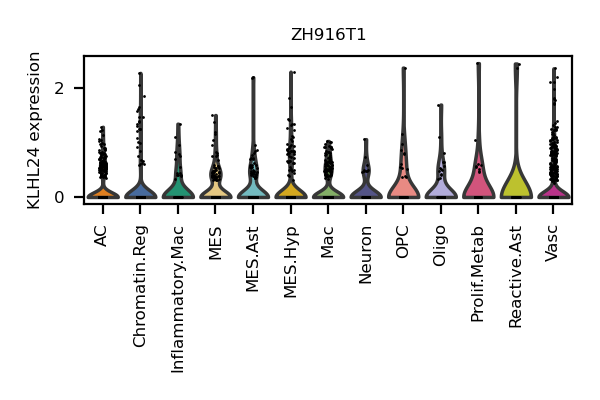 ZH916T1
KLHL24 expression
2
0
AC
Chromatin.Reg
Inflammatory.Mac
MES
MES.Ast
MES.Hyp
Mac
Neuron
OPC
Oligo
Prolif.Metab
Reactive.Ast
Vasc